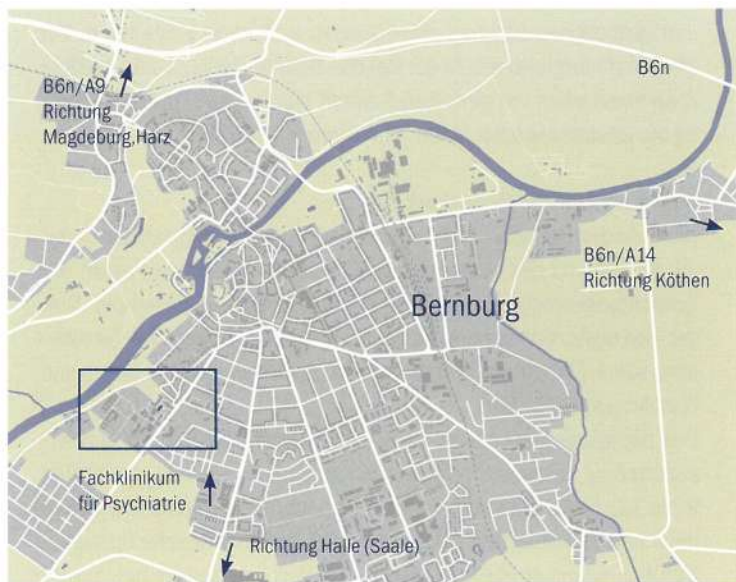 B6n/A9
Richtung
Magdeburg,Harz
B6n
B6n/A14
Richtung Köthen
Bernburg
Fachklinikum
für Psychiatrie
Richtung Halle (Saale)